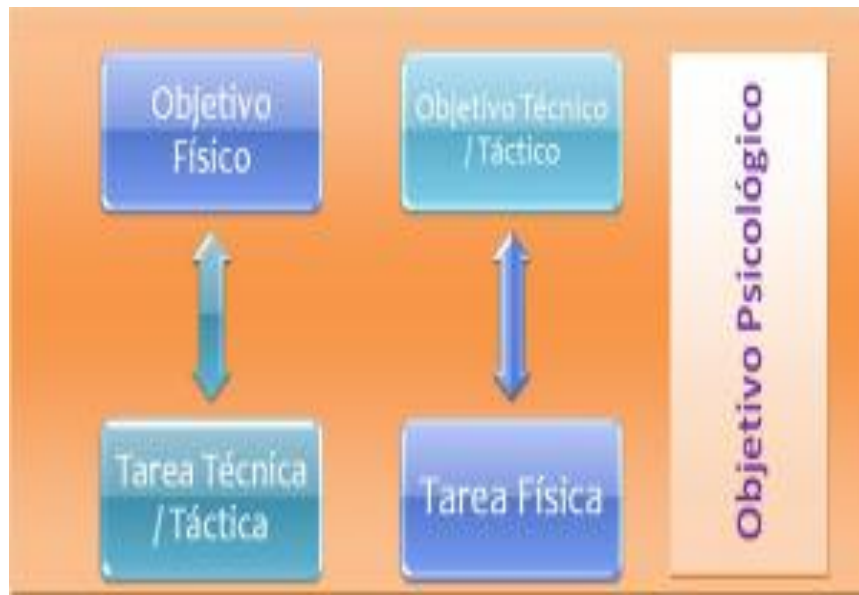 Objetivo
Físico
Objetivo Técnico
/ Táctico
Tarea Técnica
/ Táctica
Tarea Física
Objetivo Psicológico